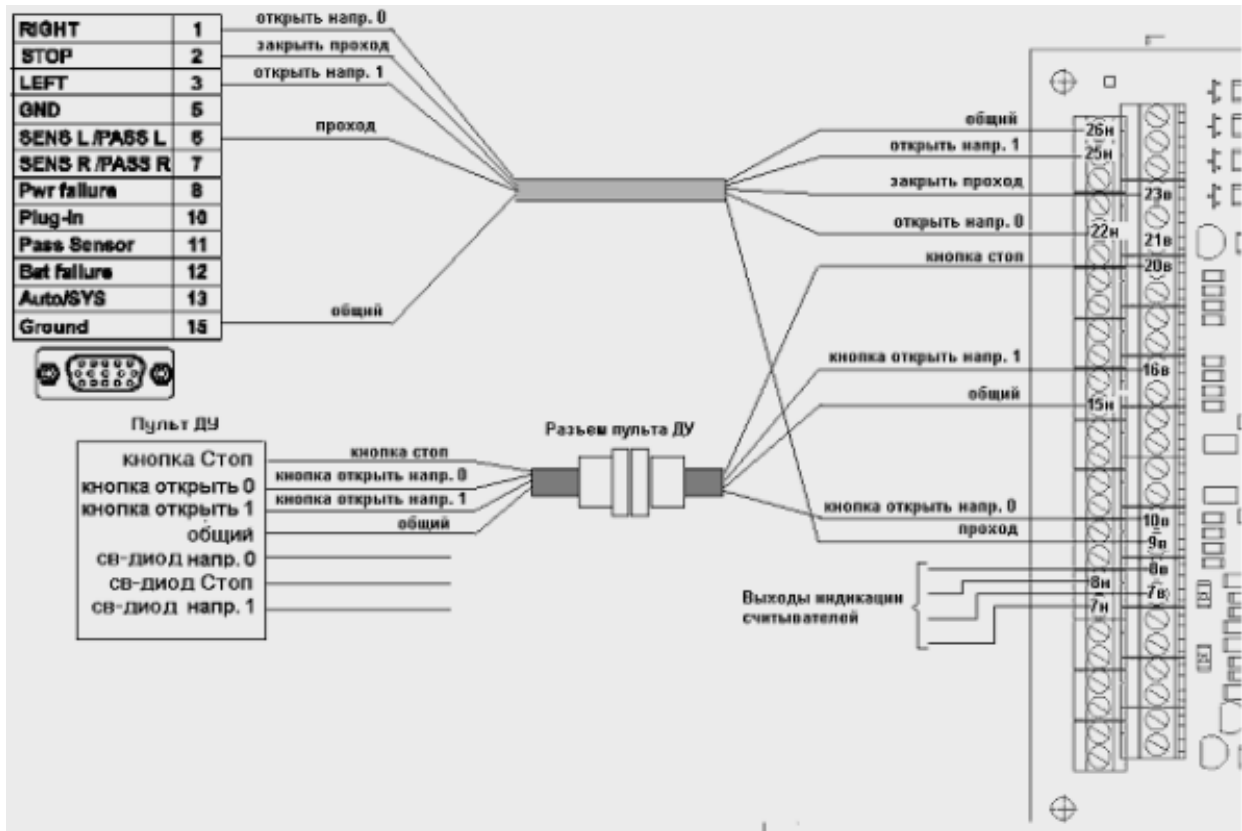 RIGHT 1 открыть напр. 0
STOP 2 закрыть проход
LEFT 3 открыть напр. 1
GND 5
SENS L /PASS L 6 проход
SENS R /PASS R 7
Pwr failure 8
Plug-In 10
Pass Sensor 11
Bat failure 12
Auto/SYS 13
Ground 15 общий
общий 26н
открыть напр. 1 25н
закрыть проход 23в
открыть напр. 0 22н
21в
кнопка стоп 20в
кнопка открыть напр. 1 16в
общий 15н
Пульт ДУ
Разъем пульта ДУ
кнопка Стоп кнопка стоп
кнопка открыть 0 кнопка открыть напр. 0
кнопка открыть 1 кнопка открыть напр. 1
общий общий
св-диод напр. 0
св-диод Стоп
св-диод напр. 1
кнопка открыть напр. 0 10в
проход 9в
8в
8н
7в
7н
Выходы индикации
считывателей